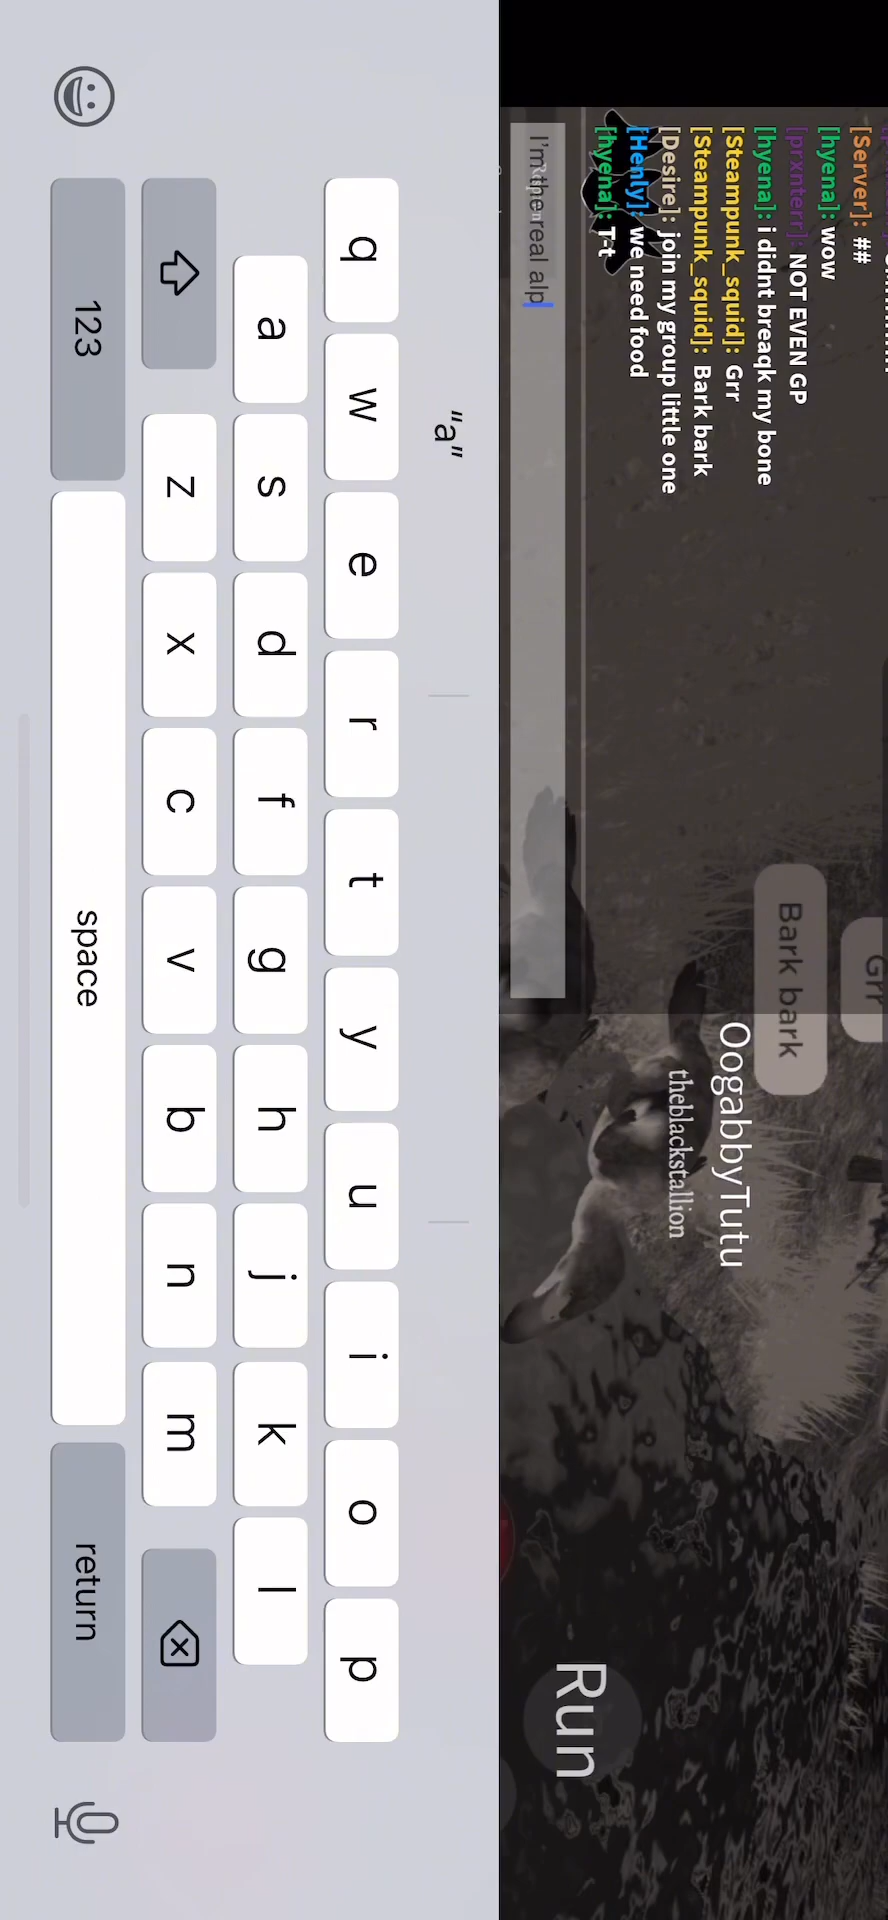 [Server]: ##
[hyena]: wow
[prxnterr]: NOT EVEN GP
[hyena]: i didnt breaqk my bone
[Steampunk_squid]: Grr
[Steampunk_squid]: Bark bark
[Desire]: join my group little one
[Henly]: we need food
[hyena]: T-t
I'm the real alp
Grr
Bark bark
OogabbyTutu
theblackstallion
Run
"a"
q w e r t y u i o p
a s d f g h j k l
z x c v b n m
123 space return